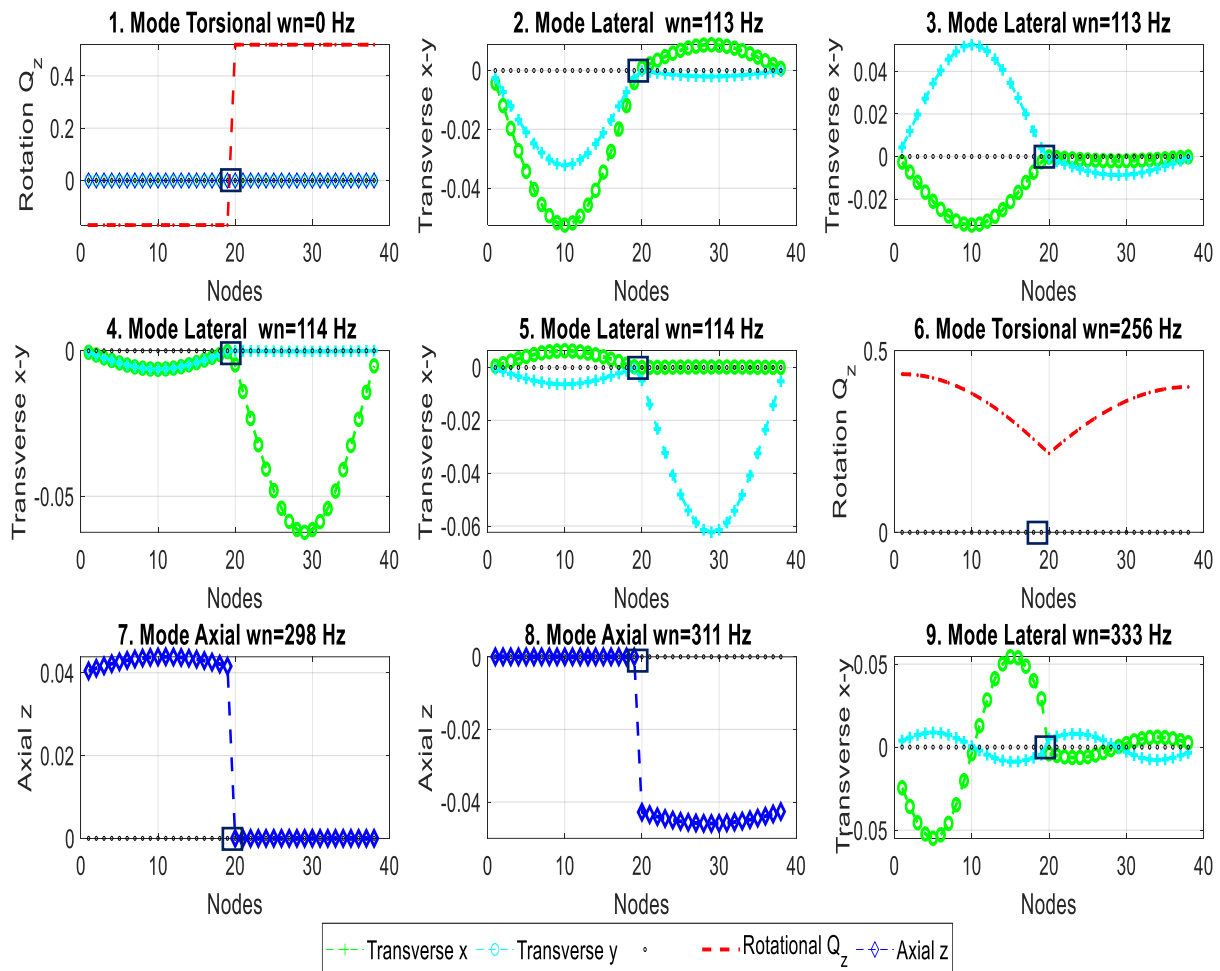 1. Mode Torsional wn=0 Hz
Rotation Q_z
0.4
0.2
0
0 10 20 30 40
Nodes
2. Mode Lateral  wn=113 Hz
Transverse x-y
0
-0.02
-0.04
0 10 20 30 40
Nodes
3. Mode Lateral wn=113 Hz
Transverse x-y
0.04
0.02
0
-0.02
0 10 20 30 40
Nodes
4. Mode Lateral  wn=114 Hz
Transverse x-y
0
-0.05
0 10 20 30 40
Nodes
5. Mode Lateral  wn=114 Hz
Transverse x-y
0
-0.02
-0.04
-0.06
0 10 20 30 40
Nodes
6. Mode Torsional wn=256 Hz
Rotation Q_z
0.5
0
0 10 20 30 40
Nodes
7. Mode Axial wn=298 Hz
Axial z
0.04
0.02
0
0 10 20 30 40
Nodes
8. Mode Axial wn=311 Hz
Axial z
0
-0.02
-0.04
0 10 20 30 40
Nodes
9. Mode Lateral wn=333 Hz
Transverse x-y
0.05
0
-0.05
0 10 20 30 40
Nodes
Transverse x Transverse y Rotational Q_z Axial z